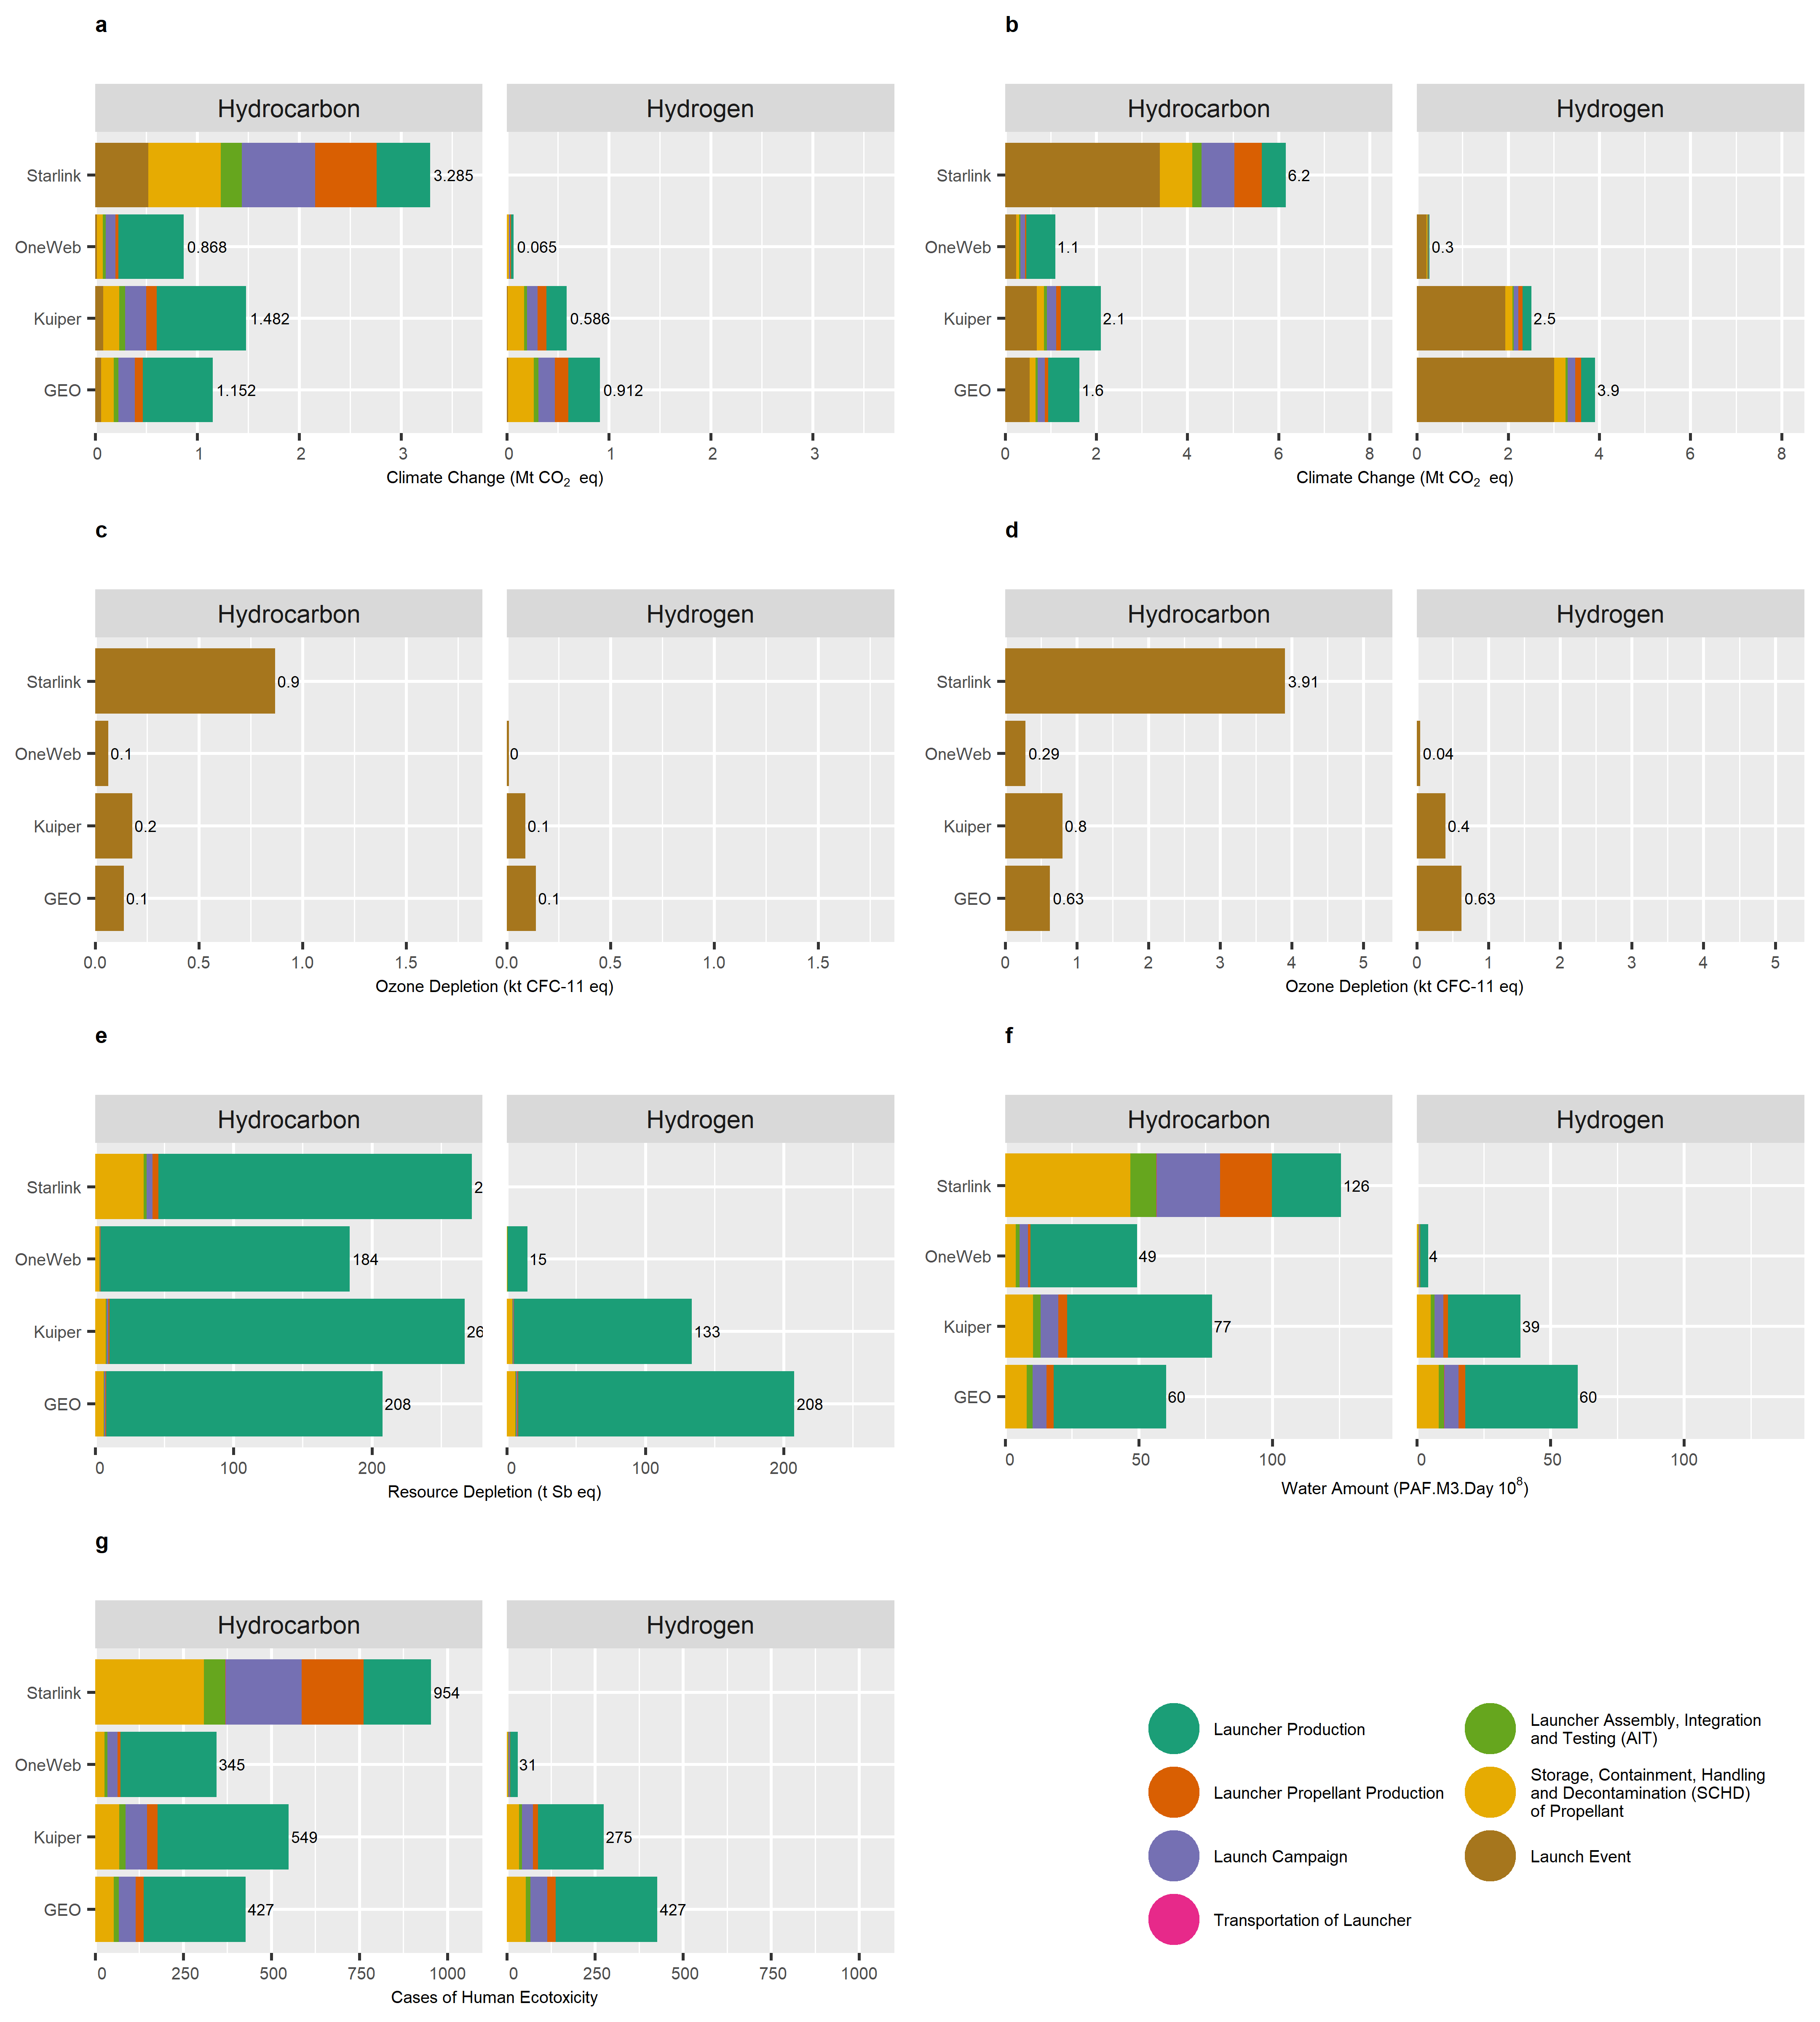 a
Hydrocarbon
Hydrogen
Starlink
3.285
OneWeb
0.868
0.065
Kuiper
1.482
0.586
GEO
1.152
0.912
0 1 2 3
0 1 2 3
Climate Change (Mt CO2 eq)
b
Hydrocarbon
Hydrogen
Starlink
6.2
OneWeb
1.1
0.3
Kuiper
2.1
2.5
GEO
1.6
3.9
0 2 4 6 8
0 2 4 6 8
Climate Change (Mt CO2 eq)
c
Hydrocarbon
Hydrogen
Starlink
0.9
OneWeb
0.1
0
Kuiper
0.2
0.1
GEO
0.1
0.1
0.0 0.5 1.0 1.5
0.0 0.5 1.0 1.5
Ozone Depletion (kt CFC-11 eq)
d
Hydrocarbon
Hydrogen
Starlink
3.91
OneWeb
0.29
0.04
Kuiper
0.8
0.4
GEO
0.63
0.63
0 1 2 3 4 5
0 1 2 3 4 5
Ozone Depletion (kt CFC-11 eq)
e
Hydrocarbon
Hydrogen
Starlink
2
OneWeb
184
15
Kuiper
26
133
GEO
208
208
0 100 200
0 100 200
Resource Depletion (t Sb eq)
f
Hydrocarbon
Hydrogen
Starlink
126
OneWeb
49
4
Kuiper
77
39
GEO
60
60
0 50 100
0 50 100
Water Amount (PAF.M3.Day 10⁸)
g
Hydrocarbon
Hydrogen
Starlink
954
OneWeb
345
31
Kuiper
549
275
GEO
427
427
0 250 500 750 1000
0 250 500 750 1000
Cases of Human Ecotoxicity
Launcher Production
Launcher Propellant Production
Launch Campaign
Transportation of Launcher
Launcher Assembly, Integration
and Testing (AIT)
Storage, Containment, Handling
and Decontamination (SCHD)
of Propellant
Launch Event